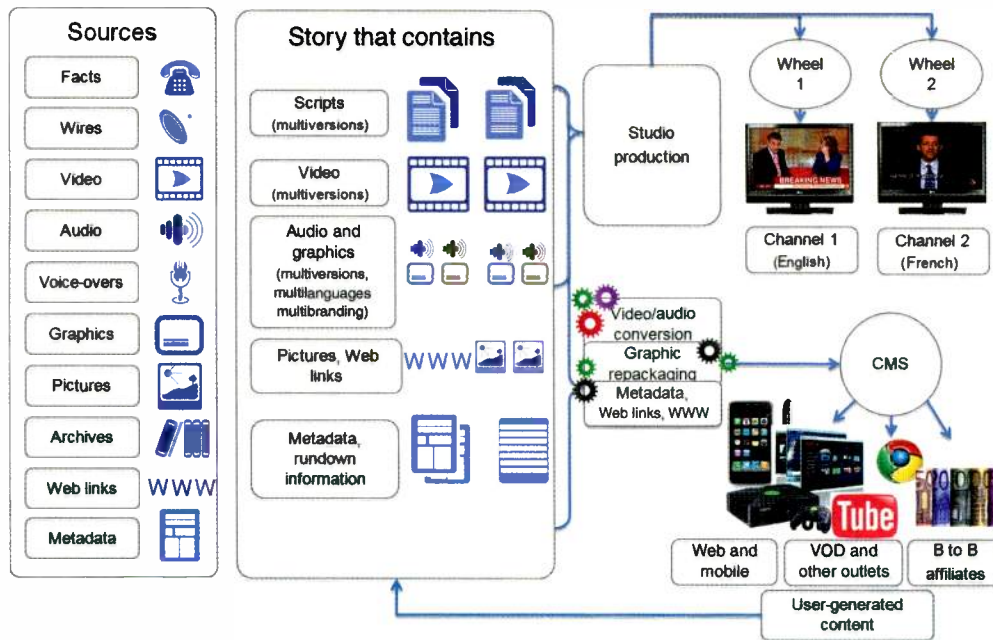 Sources
Facts
Wires
Video
Audio
Voice-overs
Graphics
Pictures
Archives
Web links
WWW
Metadata
Story that contains
Scripts
(multiversions)
Video
(multiversions)
Audio and
graphics
(multiversions,
multilanguages
multibranding)
Pictures, Web
links
WWW
Metadata,
rundown
information
Studio
production
Wheel
1
Wheel
2
BREAKING NEWS
Channel 1
(English)
Channel 2
(French)
Video/audio
conversion
Graphic
repackaging
Metadata,
Web links, WWW
CMS
Tube
Web and
mobile
VOD and
other outlets
B to B
affiliates
User-generated
content